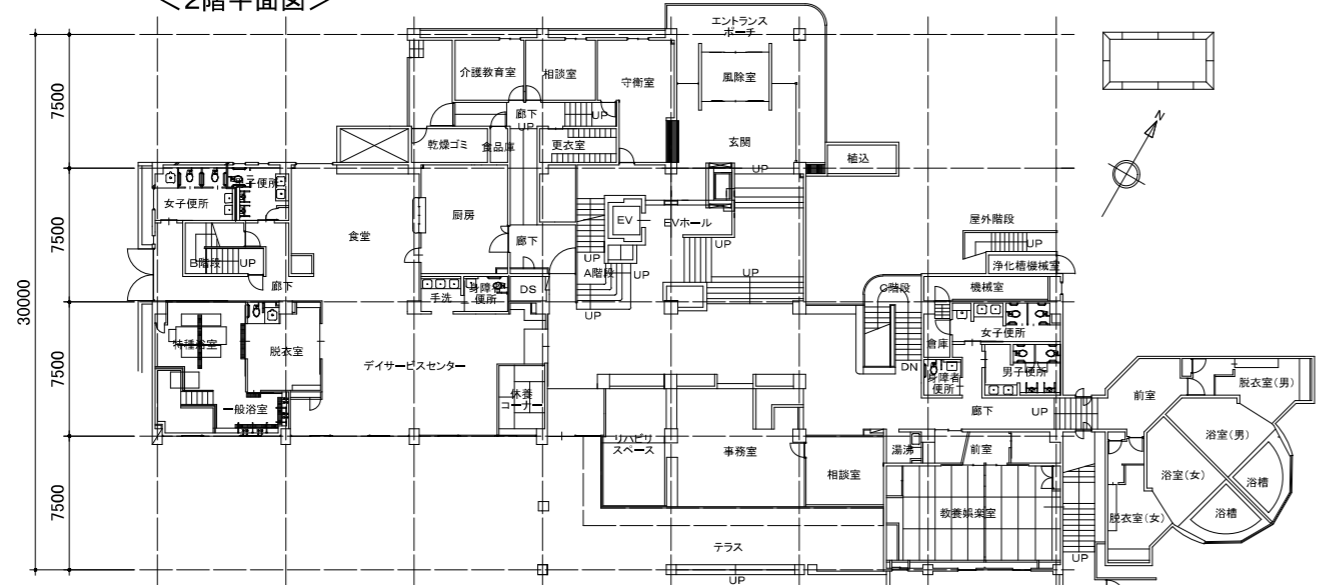 <2階平面図>
エントランス
ポーチ
7500
介護教育室
相談室
守衛室
風除室
N
廊下
UP
UP
乾燥ゴミ
食品庫
更衣室
玄関
植込
UP
女子便所
厨房
EV
EVホール
屋外階段
7500
食堂
廊下
UP
UP
B階段
UP
UP
A階段
UP
UP
浄化槽機械室
廊下
DS
C階段
機械室
手洗
身障者
便所
UP
30000
女子便所
倉庫
特種浴室
脱衣室
7500
デイサービスセンター
DN
男子便所
身障者
便所
脱衣室(男)
休養
コーナー
前室
一般浴室
廊下
UP
浴室(男)
リハビリ
スペース
事務室
湯沸
前室
相談室
浴室(女)
浴槽
7500
教養娯楽室
浴槽
脱衣室(女)
テラス
UP
UP